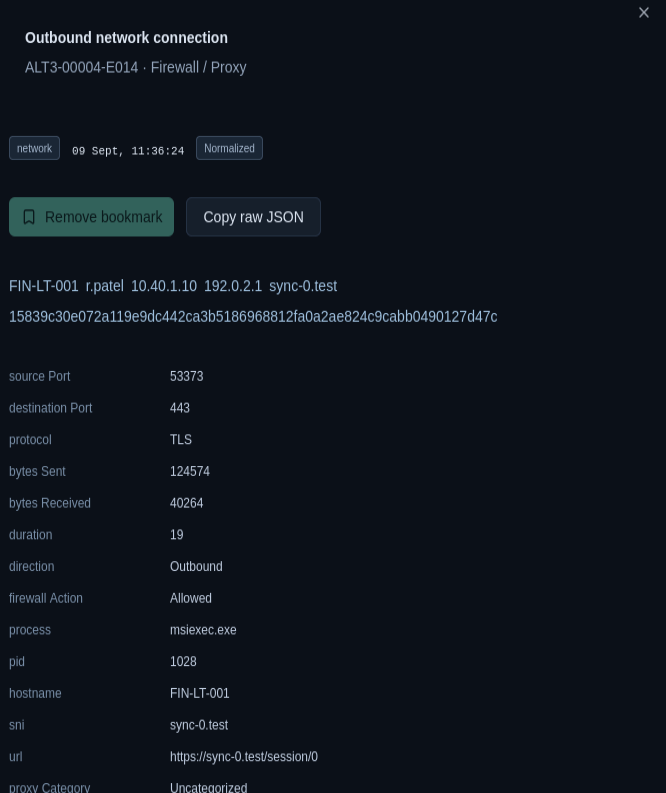 Outbound network connection
ALT3-00004-E014 · Firewall / Proxy
network 09 Sept, 11:36:24 Normalized
Remove bookmark Copy raw JSON
FIN-LT-001 r.patel 10.40.1.10 192.0.2.1 sync-0.test
15839c30e072a119e9dc442ca3b5186968812fa0a2ae824c9cabb0490127d47c
source Port 53373
destination Port 443
protocol TLS
bytes Sent 124574
bytes Received 40264
duration 19
direction Outbound
firewall Action Allowed
process msiexec.exe
pid 1028
hostname FIN-LT-001
sni sync-0.test
url https://sync-0.test/session/0
proxy Category Uncategorized